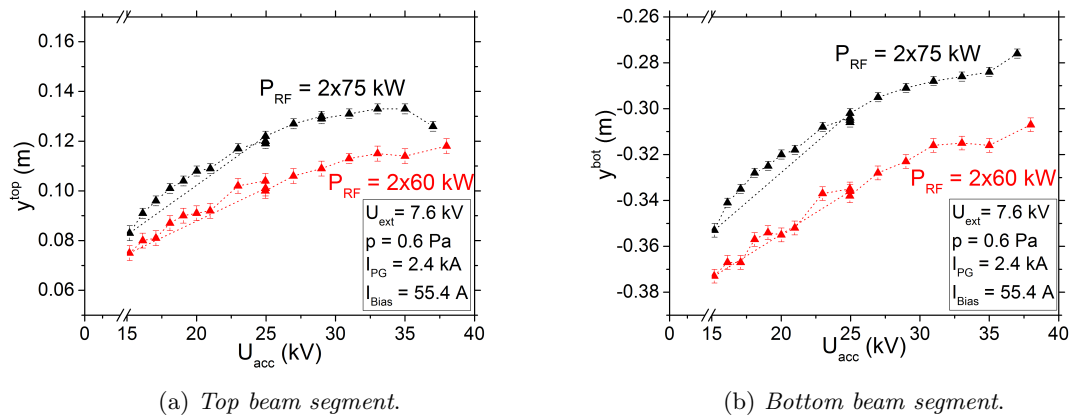 0.16
0.14
0.12
0.10
0.08
0.06
y^top (m)
P_RF = 2x75 kW
P_RF = 2x60 kW
U_ext = 7.6 kV
p = 0.6 Pa
I_PG = 2.4 kA
I_Bias = 55.4 A
0 15 20 25 30 35 40
U_acc (kV)
(a) Top beam segment.
-0.26
-0.28
-0.30
-0.32
-0.34
-0.36
-0.38
y^bot (m)
P_RF = 2x75 kW
P_RF = 2x60 kW
U_ext = 7.6 kV
p = 0.6 Pa
I_PG = 2.4 kA
I_Bias = 55.4 A
0 15 20 25 30 35 40
U_acc (kV)
(b) Bottom beam segment.